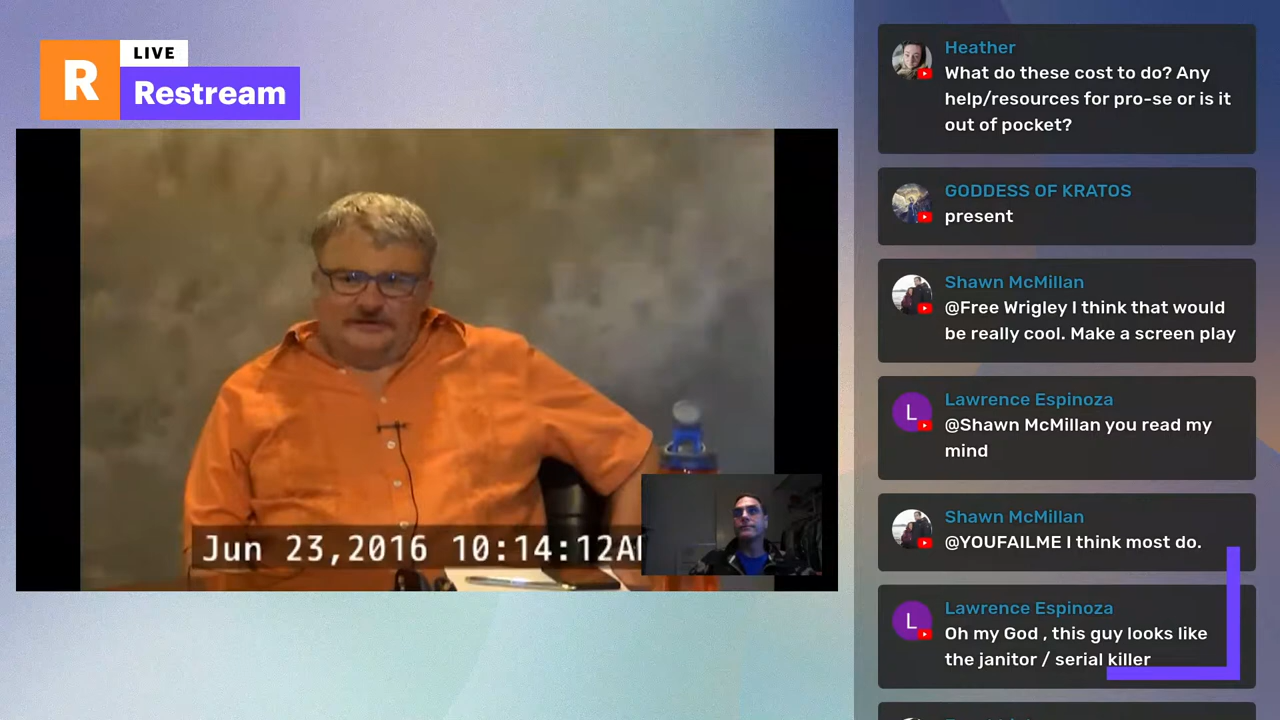 R
LIVE
Restream
Jun 23,2016 10:14:12A
Heather
What do these cost to do? Any
help/resources for pro-se or is it
out of pocket?
GODDESS OF KRATOS
present
Shawn McMillan
@Free Wrigley I think that would
be really cool. Make a screen play
L
Lawrence Espinoza
@Shawn McMillan you read my
mind
Shawn McMillan
@YOUFAILME I think most do.
L
Lawrence Espinoza
Oh my God , this guy looks like
the janitor / serial killer